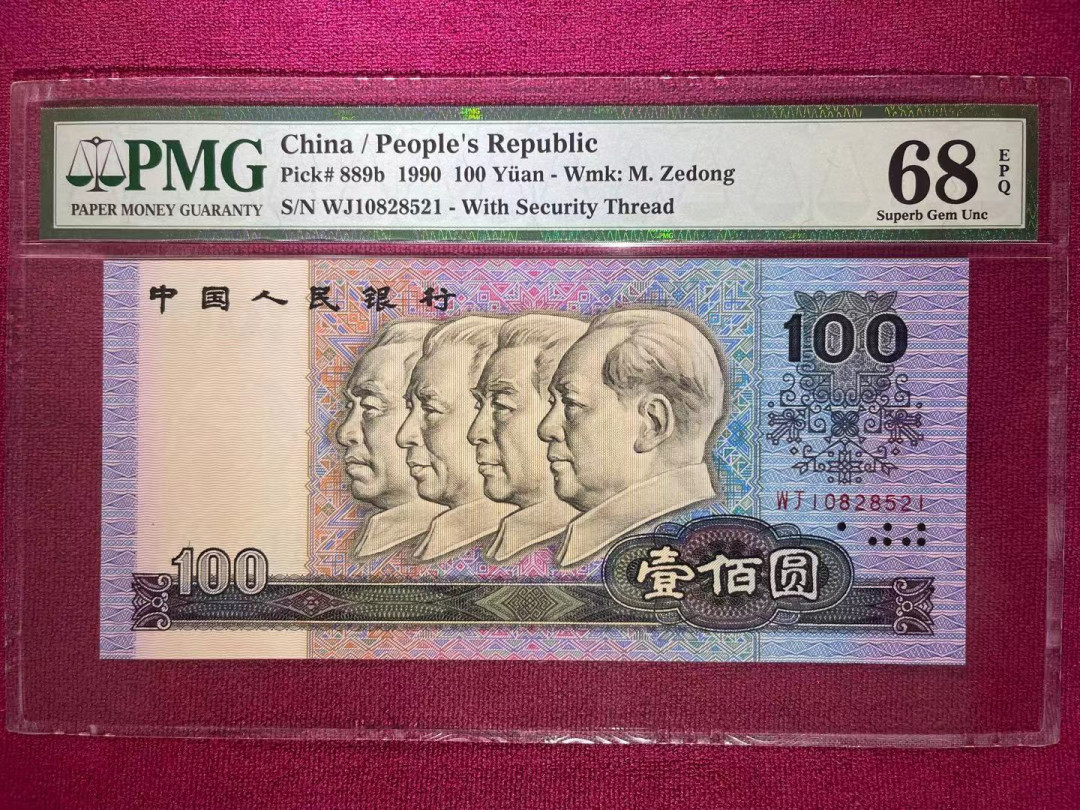 PMG
PAPER MONEY GUARANTY
China / People's Republic
Pick# 889b 1990 100 Yüan - Wmk: M. Zedong
S/N WJ10828521 - With Security Thread
68
EPQ
Superb Gem Unc
中国人民银行
100
WJ10828521
100
壹佰圆